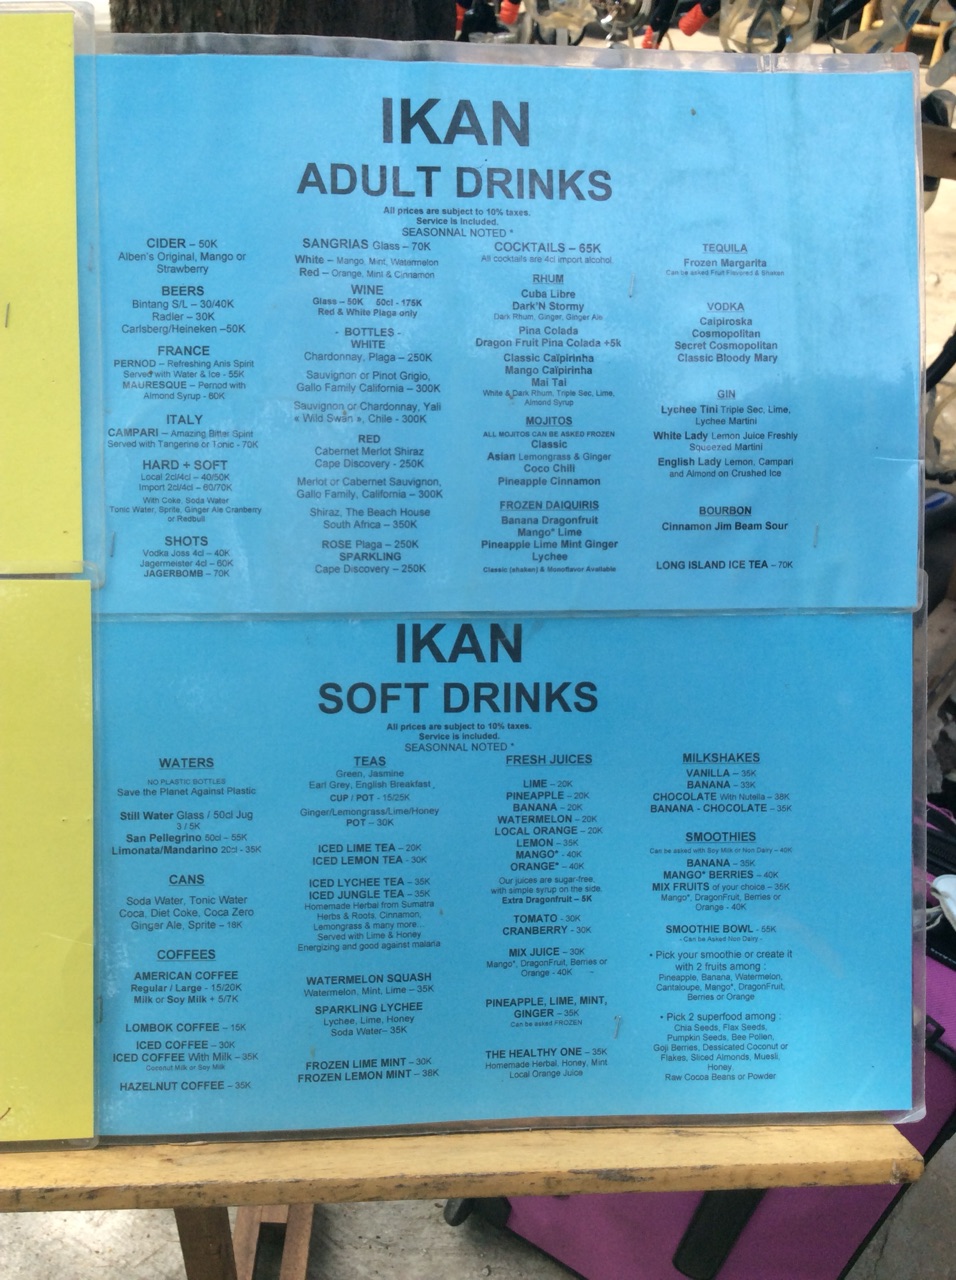 IKAN
ADULT DRINKS
All prices are subject to 10% taxes.
Service is included.
SEASONNAL NOTED *
CIDER – 50K
Alben's Original, Mango or
Strawberry
BEERS
Bintang S/L – 30/40K
Radler – 30K
Carlsberg/Heineken –50K
FRANCE
PERNOD – Refreshing Anis Spirit
Served with Water & Ice - 55K
MAURESQUE – Pernod with
Almond Syrup - 60K
ITALY
CAMPARI – Amazing Bitter Spirit
Served with Tangerine or Tonic - 70K
HARD + SOFT
Local 2cl/4cl – 40/50K
Import 2cl/4cl – 60/70K
With Coke, Soda Water
Tonic Water, Sprite, Ginger Ale Cranberry
or Redbull
SHOTS
Vodka Joss 4cl – 40K
Jagermeister 4cl – 60K
JAGERBOMB – 70K
SANGRIAS Glass – 70K
White – Mango, Mint, Watermelon
Red – Orange, Mint & Cinnamon
WINE
Glass – 50K 50cl - 175K
Red & White Plaga only
- BOTTLES -
WHITE
Chardonnay, Plaga – 250K
Sauvignon or Pinot Grigio,
Gallo Family California – 300K
Sauvignon or Chardonnay, Yali
« Wild Swan », Chile - 300K
RED
Cabernet Merlot Shiraz
Cape Discovery - 250K
Merlot or Cabernet Sauvignon,
Gallo Family, California – 300K
Shiraz, The Beach House
South Africa – 350K
ROSE Plaga – 250K
SPARKLING
Cape Discovery – 250K
COCKTAILS – 65K
All cocktails are 4cl import alcohol
RHUM
Cuba Libre
Dark'N Stormy
Dark Rhum, Ginger, Ginger Ale
Pina Colada
Dragon Fruit Pina Colada +5k
Classic Caïpirinha
Mango Caïpirinha
Mai Tai
White & Dark Rhum, Triple Sec, Lime,
Almond Syrup
MOJITOS
ALL MOJITOS CAN BE ASKED FROZEN
Classic
Asian Lemongrass & Ginger
Coco Chili
Pineapple Cinnamon
FROZEN DAIQUIRIS
Banana Dragonfruit
Mango* Lime
Pineapple Lime Mint Ginger
Lychee
Classic (shaken) & Monoflavor Available
TEQUILA
Frozen Margarita
Can be asked Fruit Flavored & Shaken
VODKA
Caïpiroska
Cosmopolitan
Secret Cosmopolitan
Classic Bloody Mary
GIN
Lychee Tini Triple Sec, Lime,
Lychee Martini
White Lady Lemon Juice Freshly
Squeezed Martini
English Lady Lemon, Campari
and Almond on Crushed Ice
BOURBON
Cinnamon Jim Beam Sour
LONG ISLAND ICE TEA – 70K
IKAN
SOFT DRINKS
All prices are subject to 10% taxes.
Service is included.
SEASONNAL NOTED *
WATERS
NO PLASTIC BOTTLES
Save the Planet Against Plastic
Still Water Glass / 50cl Jug
3 / 5K
San Pellegrino 50cl – 55K
Limonata/Mandarino 20cl - 35K
CANS
Soda Water, Tonic Water
Coca, Diet Coke, Coca Zero
Ginger Ale, Sprite – 18K
COFFEES
AMERICAN COFFEE
Regular / Large - 15/20K
Milk or Soy Milk + 5/7K
LOMBOK COFFEE – 15K
ICED COFFEE – 30K
ICED COFFEE With Milk – 35K
Coconut Milk or Soy Milk
HAZELNUT COFFEE – 35K
TEAS
Green, Jasmine
Earl Grey, English Breakfast
CUP / POT - 15/25K
Ginger/Lemongrass/Lime/Honey
POT – 30K
ICED LIME TEA – 20K
ICED LEMON TEA – 30K
ICED LYCHEE TEA – 35K
ICED JUNGLE TEA – 35K
Homemade Herbal from Sumatra
Herbs & Roots, Cinnamon,
Lemongrass & many more...
Served with Lime & Honey
Energizing and good against malaria
WATERMELON SQUASH
Watermelon, Mint, Lime – 35K
SPARKLING LYCHEE
Lychee, Lime, Honey
Soda Water– 35K
FROZEN LIME MINT – 30K
FROZEN LEMON MINT – 38K
FRESH JUICES
LIME – 20K
PINEAPPLE – 20K
BANANA – 20K
WATERMELON – 20K
LOCAL ORANGE – 20K
LEMON – 35K
MANGO* - 40K
ORANGE* – 40K
Our juices are sugar-free,
with simple syrup on the side.
Extra Dragonfruit – 5K
TOMATO - 30K
CRANBERRY – 30K
MIX JUICE – 30K
Mango*, DragonFruit, Berries or
Orange - 40K
PINEAPPLE, LIME, MINT,
GINGER – 35K
Can be asked FROZEN
THE HEALTHY ONE – 35K
Homemade Herbal, Honey, Mint
Local Orange Juice
MILKSHAKES
VANILLA – 35K
BANANA – 33K
CHOCOLATE With Nutella – 38K
BANANA - CHOCOLATE – 35K
SMOOTHIES
Can be asked with Soy Milk or Non Dairy – 40K
BANANA – 35K
MANGO* BERRIES – 40K
MIX FRUITS of your choice – 35K
Mango*, DragonFruit, Berries or
Orange - 40K
SMOOTHIE BOWL - 55K
- Can be Asked Non Dairy -
• Pick your smoothie or create it
with 2 fruits among :
Pineapple, Banana, Watermelon,
Cantaloupe, Mango*, DragonFruit,
Berries or Orange
• Pick 2 superfood among :
Chia Seeds, Flax Seeds,
Pumpkin Seeds, Bee Pollen,
Goji Berries, Dessicated Coconut or
Flakes, Sliced Almonds, Muesli,
Honey,
Raw Cocoa Beans or Powder